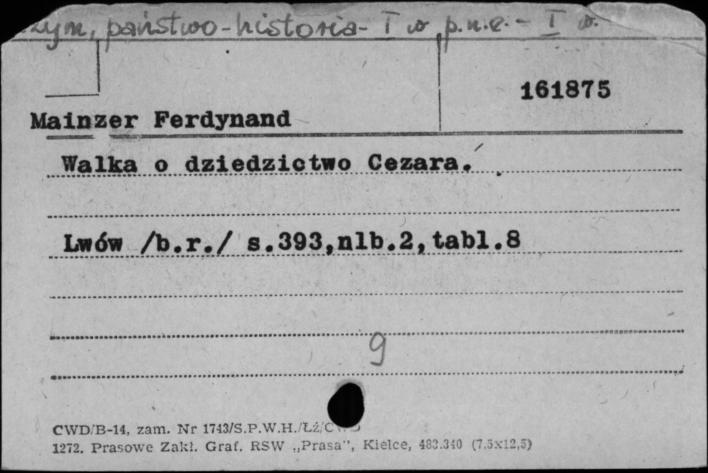 państwo-historia- I w p.n.e. - I w.
161875
Mainzer Ferdynand
Walka o dziedzictwo Cezara.
Lwów /b.r./ s.393,nlb.2,tabl.8
9
CWD/B-14, zam. Nr 1743/S.P.W.H./Łź/
1272. Prasowe Zakł. Graf. RSW „Prasa", Kielce, 483.340 (7,5x12,5)